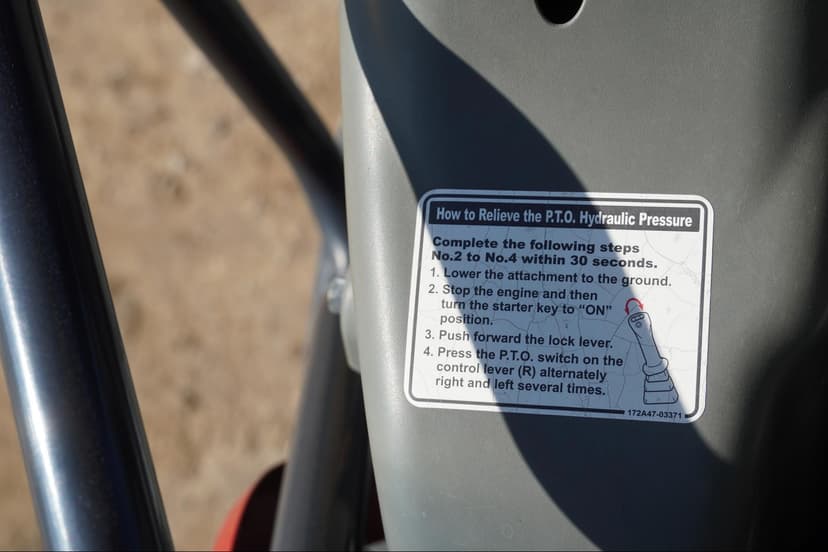 How to Relieve the P.T.O. Hydraulic Pressure
Complete the following steps
No.2 to No.4 within 30 seconds.
1. Lower the attachment to the ground.
2. Stop the engine and then
turn the starter key to “ON”
position.
3. Push forward the lock lever.
4. Press the P.T.O. switch on the
control lever (R) alternately
right and left several times.
172A47-03371